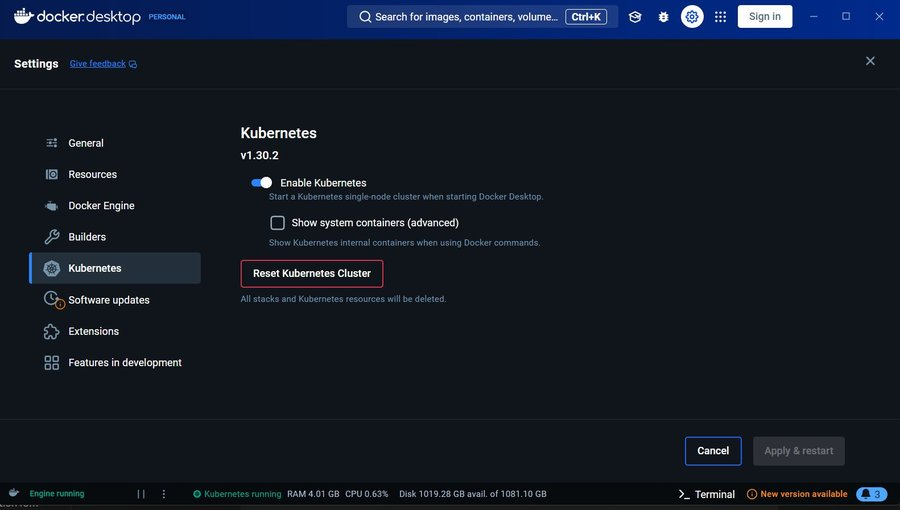 docker.desktop PERSONAL Search for images, containers, volume... Ctrl+K Sign in
Settings Give feedback
General
Resources
Docker Engine
Builders
Kubernetes
Software updates
Extensions
Features in development
Kubernetes
v1.30.2
Enable Kubernetes
Start a Kubernetes single-node cluster when starting Docker Desktop.
Show system containers (advanced)
Show Kubernetes internal containers when using Docker commands.
Reset Kubernetes Cluster
All stacks and Kubernetes resources will be deleted.
Cancel Apply & restart
Engine running Kubernetes running RAM 4.01 GB CPU 0.63% Disk 1019.28 GB avail. of 1081.10 GB Terminal New version available 3